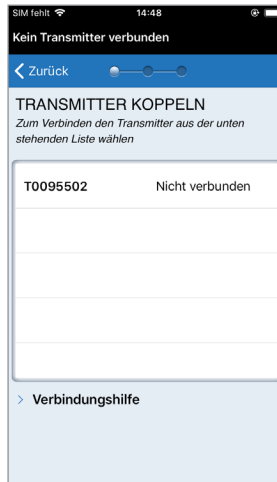 SIM fehlt 14:48
Kein Transmitter verbunden
Zurück
TRANSMITTER KOPPELN
Zum Verbinden den Transmitter aus der unten
stehenden Liste wählen
T0095502 Nicht verbunden
Verbindungshilfe